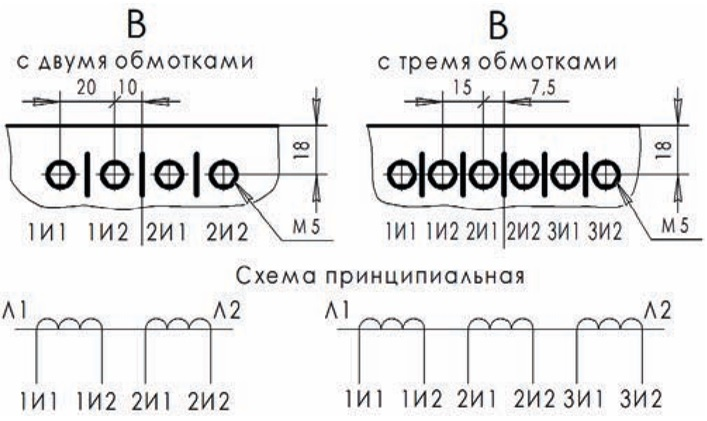 В
с двумя обмотками
20 10
18
1И1 1И2 2И1 2И2
М5
В
с тремя обмотками
15 7,5
18
1И1 1И2 2И1 2И2 3И1 3И2
М5
Схема принципиальная
Л1 Л2
1И1 1И2 2И1 2И2
Л1 Л2
1И1 1И2 2И1 2И2 3И1 3И2